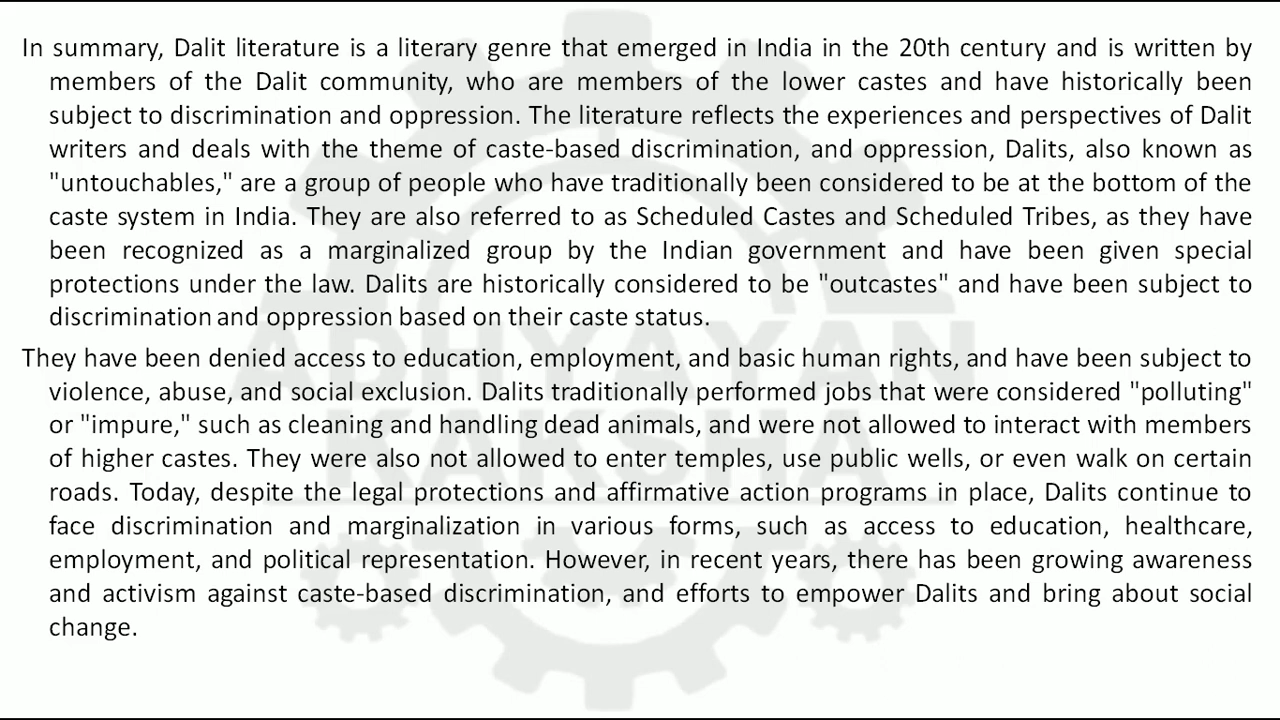 In summary, Dalit literature is a literary genre that emerged in India in the 20th century and is written by
members of the Dalit community, who are members of the lower castes and have historically been
subject to discrimination and oppression. The literature reflects the experiences and perspectives of Dalit
writers and deals with the theme of caste-based discrimination, and oppression, Dalits, also known as
"untouchables," are a group of people who have traditionally been considered to be at the bottom of the
caste system in India. They are also referred to as Scheduled Castes and Scheduled Tribes, as they have
been recognized as a marginalized group by the Indian government and have been given special
protections under the law. Dalits are historically considered to be "outcastes" and have been subject to
discrimination and oppression based on their caste status.
They have been denied access to education, employment, and basic human rights, and have been subject to
violence, abuse, and social exclusion. Dalits traditionally performed jobs that were considered "polluting"
or "impure," such as cleaning and handling dead animals, and were not allowed to interact with members
of higher castes. They were also not allowed to enter temples, use public wells, or even walk on certain
roads. Today, despite the legal protections and affirmative action programs in place, Dalits continue to
face discrimination and marginalization in various forms, such as access to education, healthcare,
employment, and political representation. However, in recent years, there has been growing awareness
and activism against caste-based discrimination, and efforts to empower Dalits and bring about social
change.
ADHYAYAN
KAKSHA